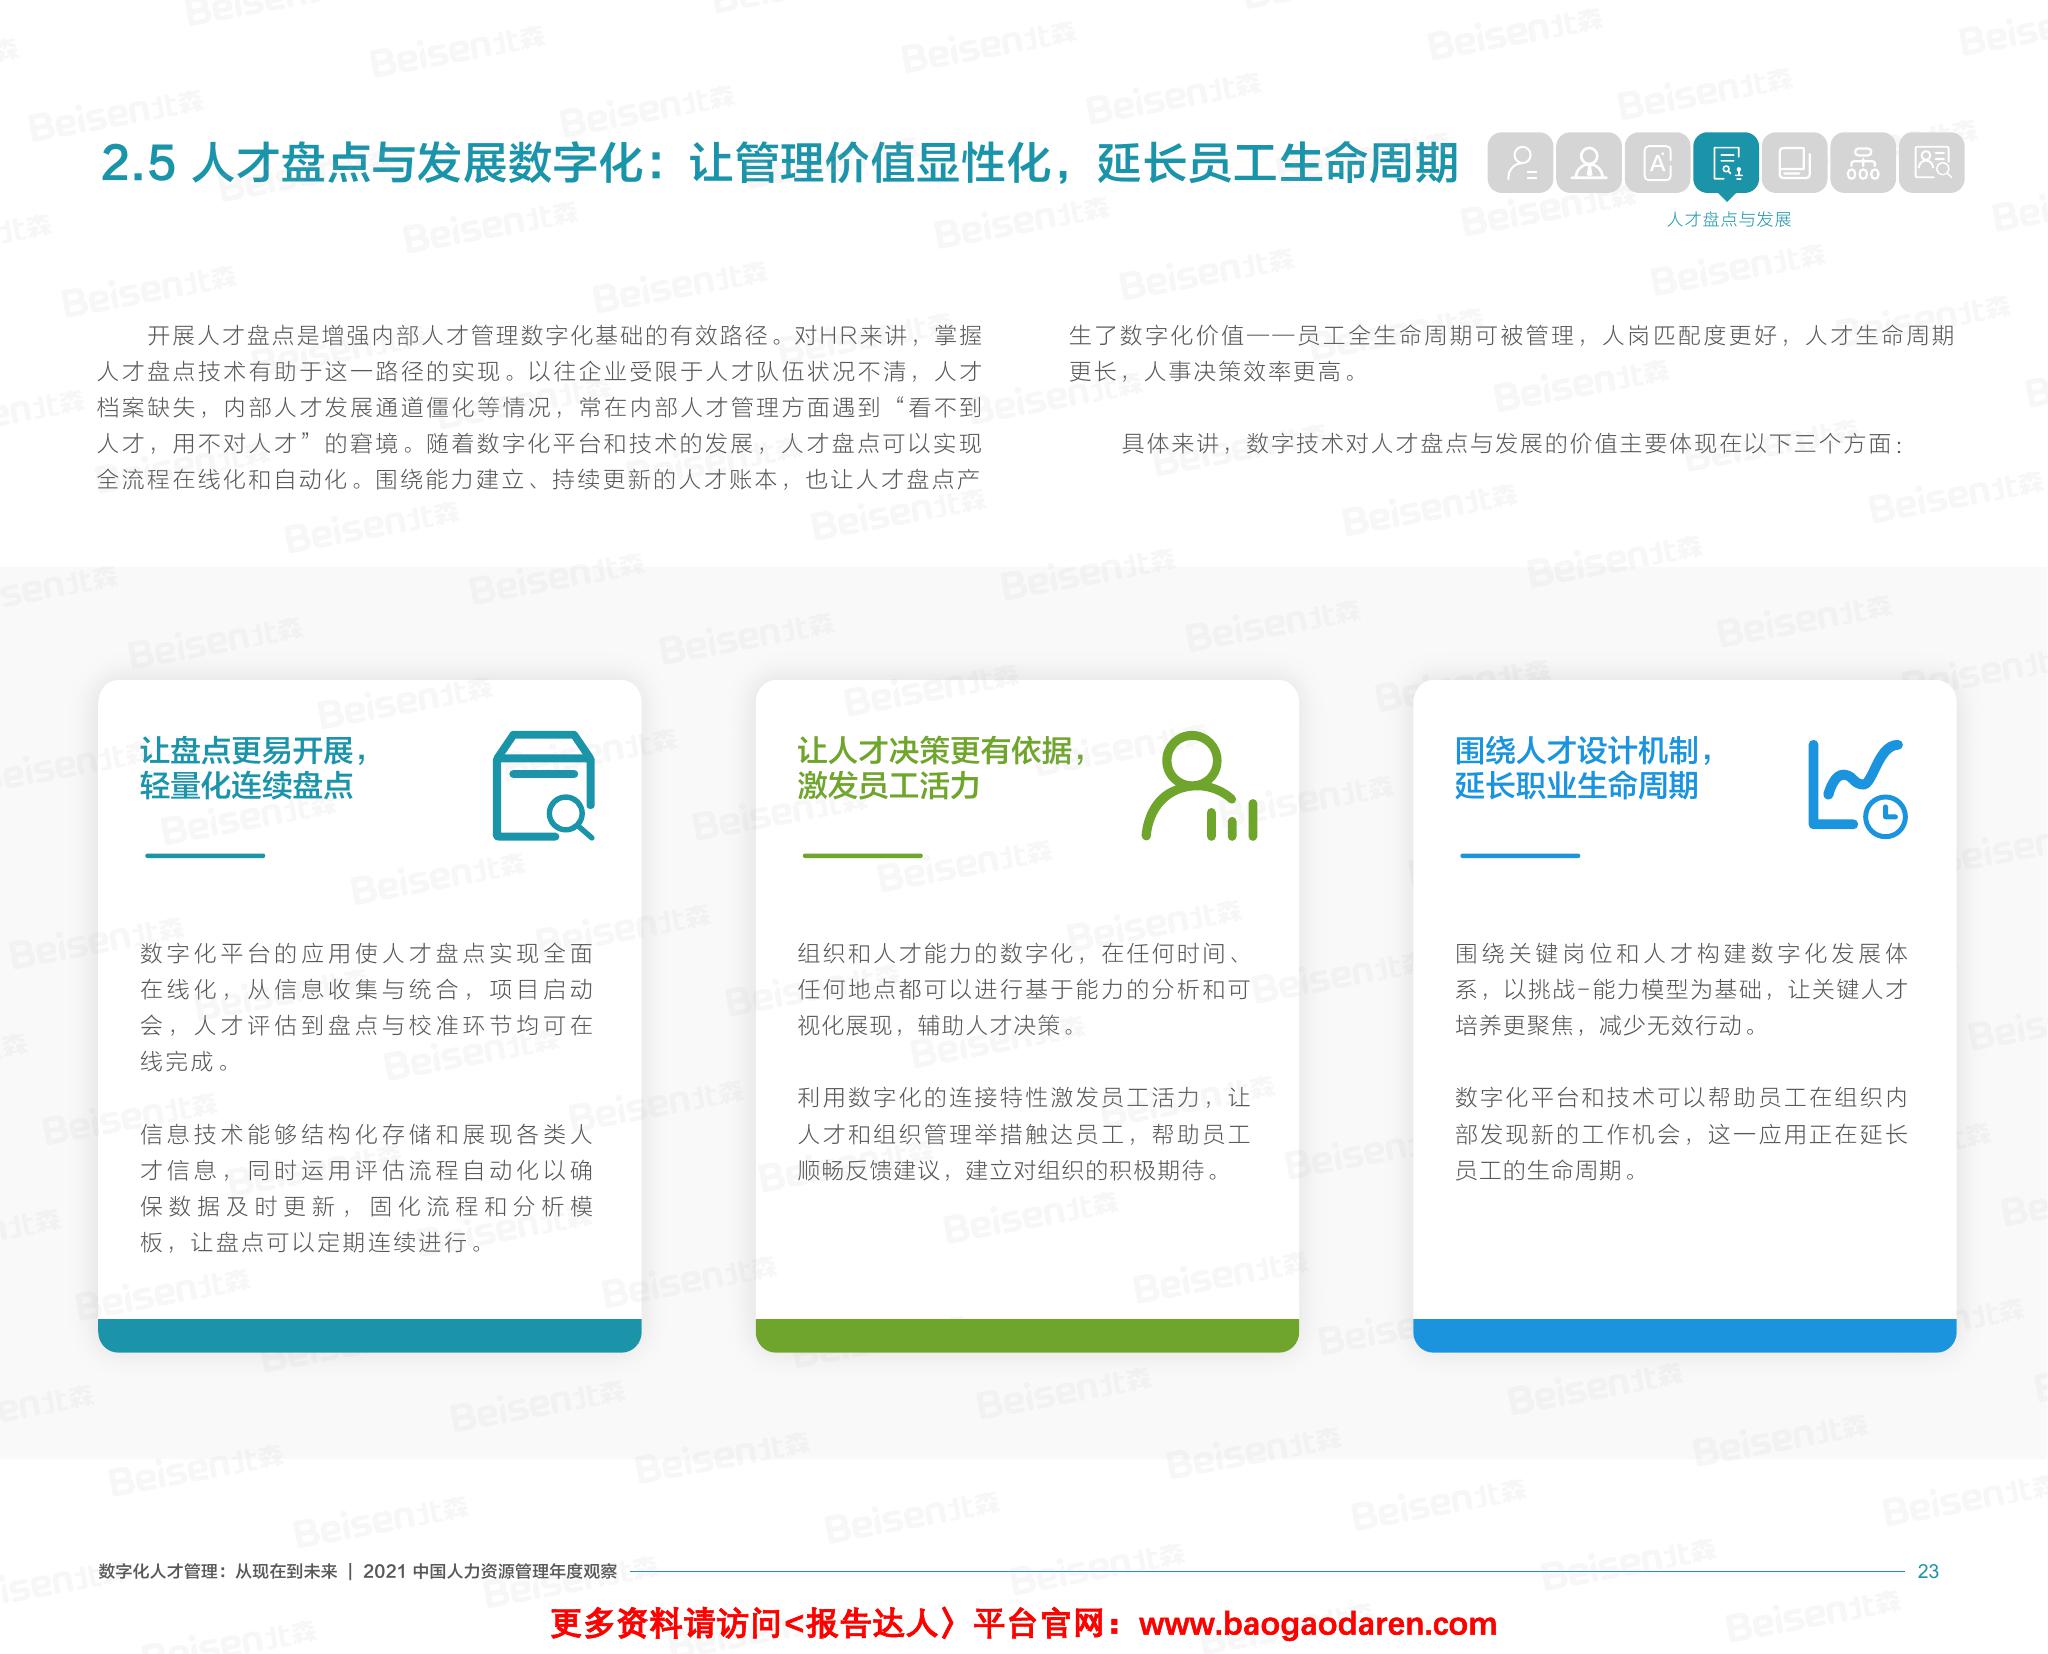 2.5 人才盘点与发展数字化：让管理价值显性化，延长员工生命周期
人才盘点与发展
开展人才盘点是增强内部人才管理数字化基础的有效路径。对HR来讲，掌握
人才盘点技术有助于这一路径的实现。以往企业受限于人才队伍状况不清，人才
档案缺失，内部人才发展通道僵化等情况，常在内部人才管理方面遇到“看不到
人才，用不对人才”的窘境。随着数字化平台和技术的发展，人才盘点可以实现
全流程在线化和自动化。围绕能力建立、持续更新的人才账本，也让人才盘点产
生了数字化价值——员工全生命周期可被管理，人岗匹配度更好，人才生命周期
更长，人事决策效率更高。
具体来讲，数字技术对人才盘点与发展的价值主要体现在以下三个方面：
让盘点更易开展，
轻量化连续盘点
数字化平台的应用使人才盘点实现全面
在线化，从信息收集与统合，项目启动
会，人才评估到盘点与校准环节均可在
线完成。
信息技术能够结构化存储和展现各类人
才信息，同时运用评估流程自动化以确
保数据及时更新，固化流程和分析模
板，让盘点可以定期连续进行。
让人才决策更有依据，
激发员工活力
组织和人才能力的数字化，在任何时间、
任何地点都可以进行基于能力的分析和可
视化展现，辅助人才决策。
利用数字化的连接特性激发员工活力，让
人才和组织管理举措触达员工，帮助员工
顺畅反馈建议，建立对组织的积极期待。
围绕人才设计机制，
延长职业生命周期
围绕关键岗位和人才构建数字化发展体
系，以挑战-能力模型为基础，让关键人才
培养更聚焦，减少无效行动。
数字化平台和技术可以帮助员工在组织内
部发现新的工作机会，这一应用正在延长
员工的生命周期。
数字化人才管理：从现在到未来 | 2021 中国人力资源管理年度观察
23
更多资料请访问<报告达人〉平台官网：www.baogaodaren.com
Beisen北森